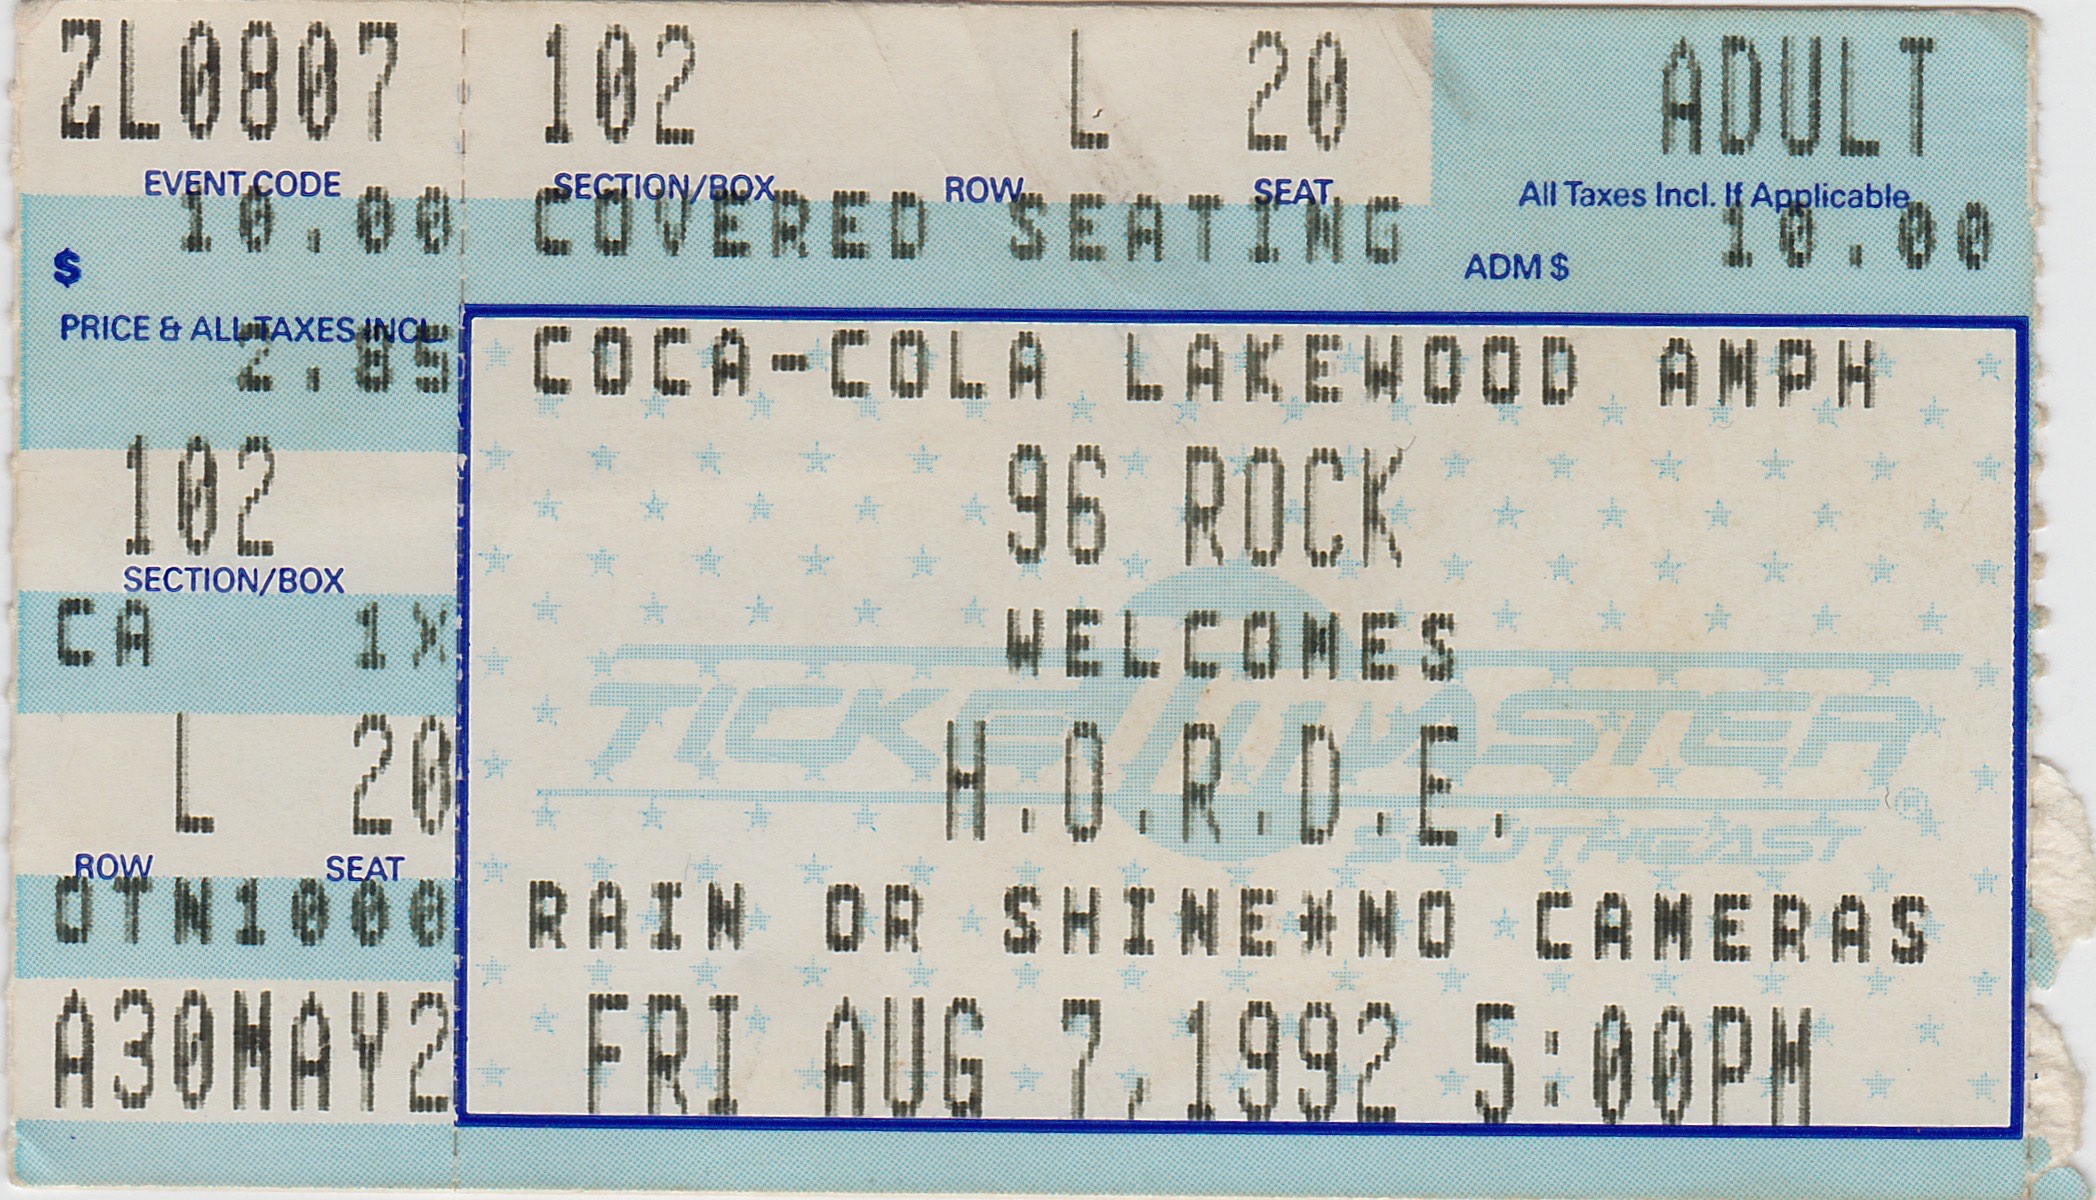 ZL0807
EVENT CODE
10.00
$
PRICE & ALL TAXES INCL
2.85
102
SECTION/BOX
CA 1X
L 20
ROW SEAT
OTN1000
A30MAY2
102 L 20 ADULT
SECTION/BOX ROW SEAT All Taxes Incl. If Applicable
COVERED SEATING 10.00
ADM $
COCA-COLA LAKEWOOD AMPH
96 ROCK
WELCOMES
TICKETMASTER
H.O.R.D.E.
SOUTHEAST
RAIN OR SHINE*NO CAMERAS
FRI AUG 7,1992 5:00PM